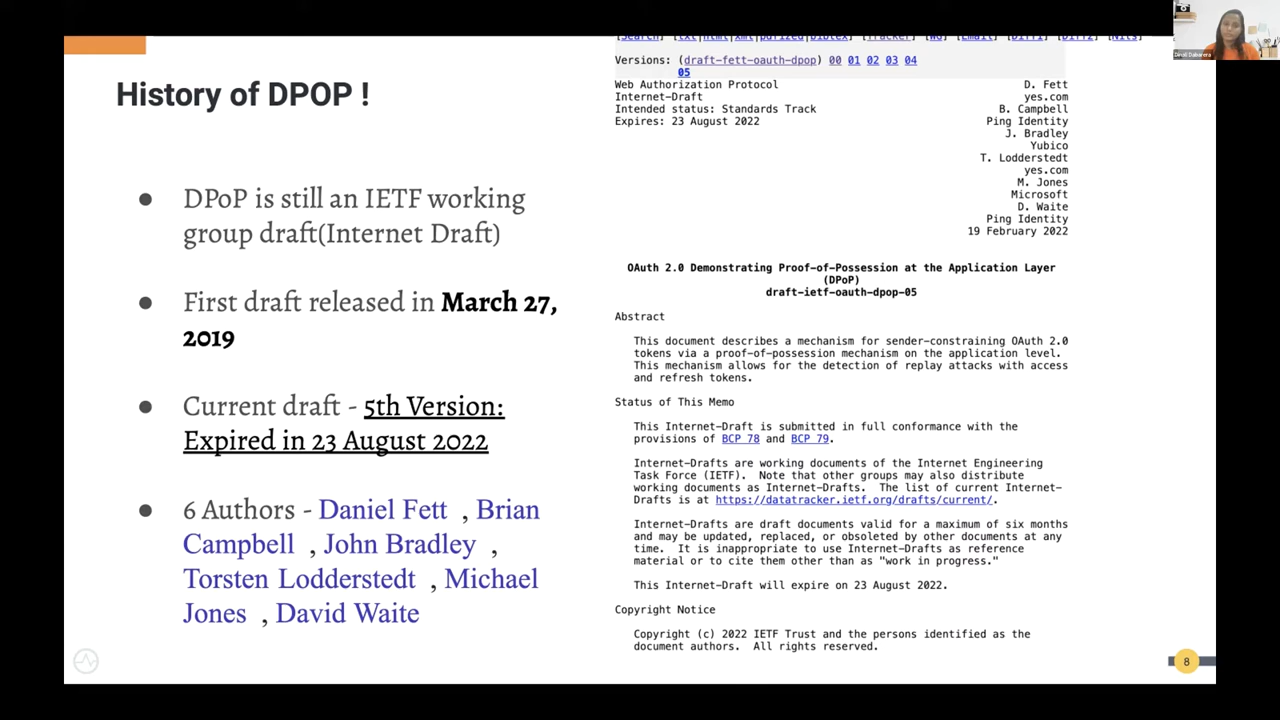 History of DPOP !
● DPoP is still an IETF working
group draft(Internet Draft)
● First draft released in March 27,
2019
● Current draft - 5th Version:
Expired in 23 August 2022
● 6 Authors - Daniel Fett , Brian
Campbell , John Bradley ,
Torsten Lodderstedt , Michael
Jones , David Waite
[Search] [txt|html|xml|pdfized|bibtex] [Tracker] [WG] [Email] [Diff1] [Diff2] [Nits]
Versions: (draft-fett-oauth-dpop) 00 01 02 03 04
05
Web Authorization Protocol D. Fett
Internet-Draft yes.com
Intended status: Standards Track B. Campbell
Expires: 23 August 2022 Ping Identity
J. Bradley
Yubico
T. Lodderstedt
yes.com
M. Jones
Microsoft
D. Waite
Ping Identity
19 February 2022
OAuth 2.0 Demonstrating Proof-of-Possession at the Application Layer
(DPoP)
draft-ietf-oauth-dpop-05
Abstract
This document describes a mechanism for sender-constraining OAuth 2.0
tokens via a proof-of-possession mechanism on the application level.
This mechanism allows for the detection of replay attacks with access
and refresh tokens.
Status of This Memo
This Internet-Draft is submitted in full conformance with the
provisions of BCP 78 and BCP 79.
Internet-Drafts are working documents of the Internet Engineering
Task Force (IETF). Note that other groups may also distribute
working documents as Internet-Drafts. The list of current Internet-
Drafts is at https://datatracker.ietf.org/drafts/current/.
Internet-Drafts are draft documents valid for a maximum of six months
and may be updated, replaced, or obsoleted by other documents at any
time. It is inappropriate to use Internet-Drafts as reference
material or to cite them other than as "work in progress."
This Internet-Draft will expire on 23 August 2022.
Copyright Notice
Copyright (c) 2022 IETF Trust and the persons identified as the
document authors. All rights reserved.
8